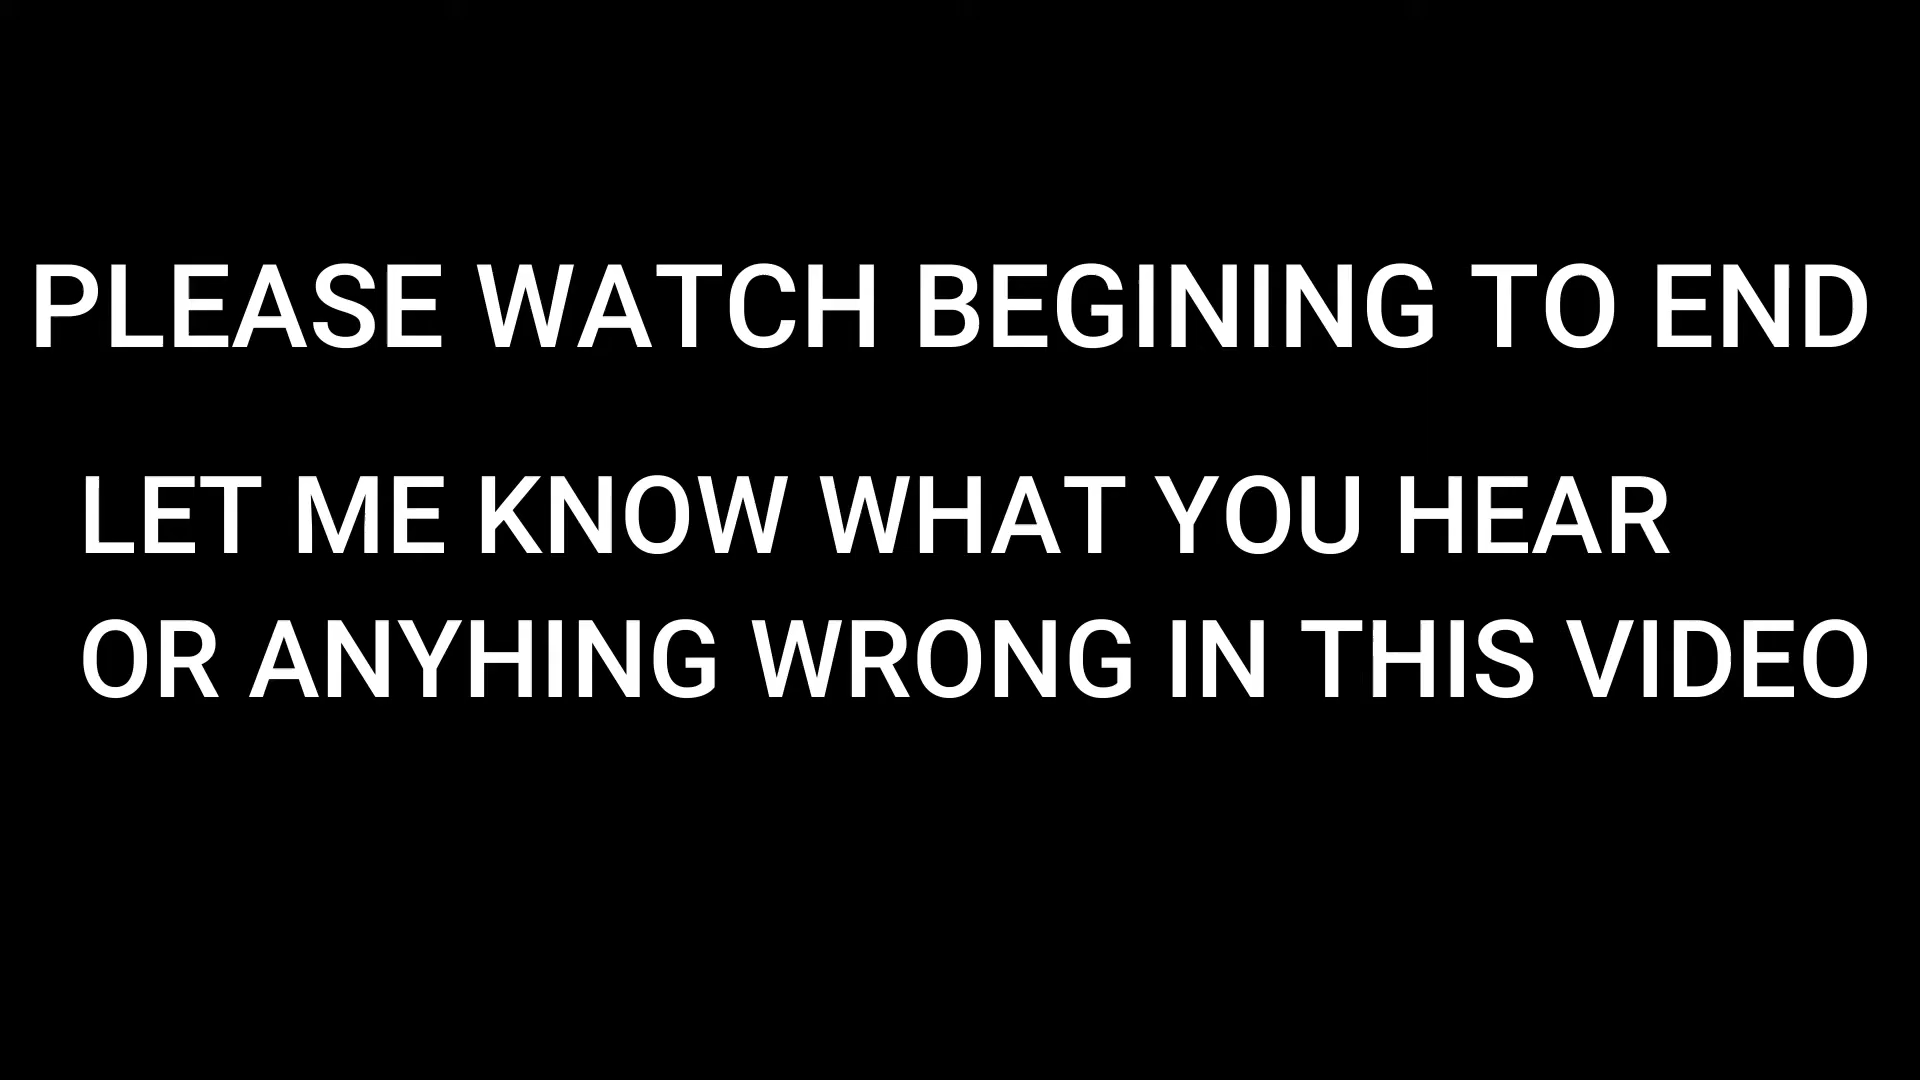 PLEASE WATCH BEGINING TO END
LET ME KNOW WHAT YOU HEAR
OR ANYHING WRONG IN THIS VIDEO